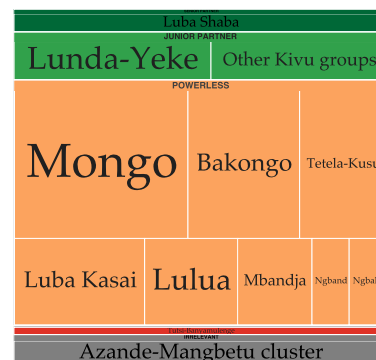 Luba Shaba
JUNIOR PARTNER
Lunda-Yeke Other Kivu groups
POWERLESS
Mongo Bakongo Tetela-Kusu
Luba Kasai Lulua Mbandja Ngband Ngba
IRRELEVANT
Azande-Mangbetu cluster